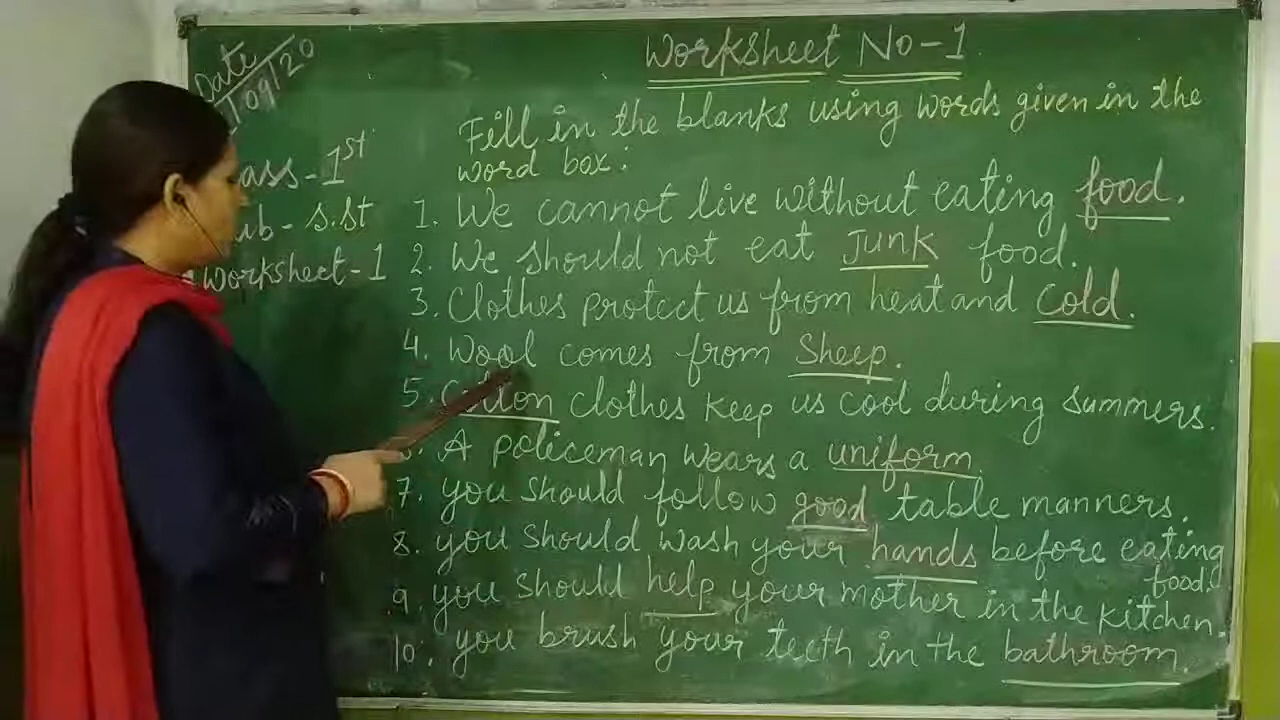 Date
/09/20
ass-1st
ub- s.st
Worksheet-1
Worksheet No-1
Fill in the blanks using words given in the
word box:
1. We cannot live without eating food.
2. We should not eat JUNK food.
3. Clothes protect us from heat and cold.
4. Wool comes from Sheep.
5. Cotton clothes keep us cool during summers.
. A policeman wears a uniform.
7. you should follow good table manners.
8. you should wash your hands before eating
food.
9. you should help your mother in the kitchen.
10. you brush your teeth in the bathroom.